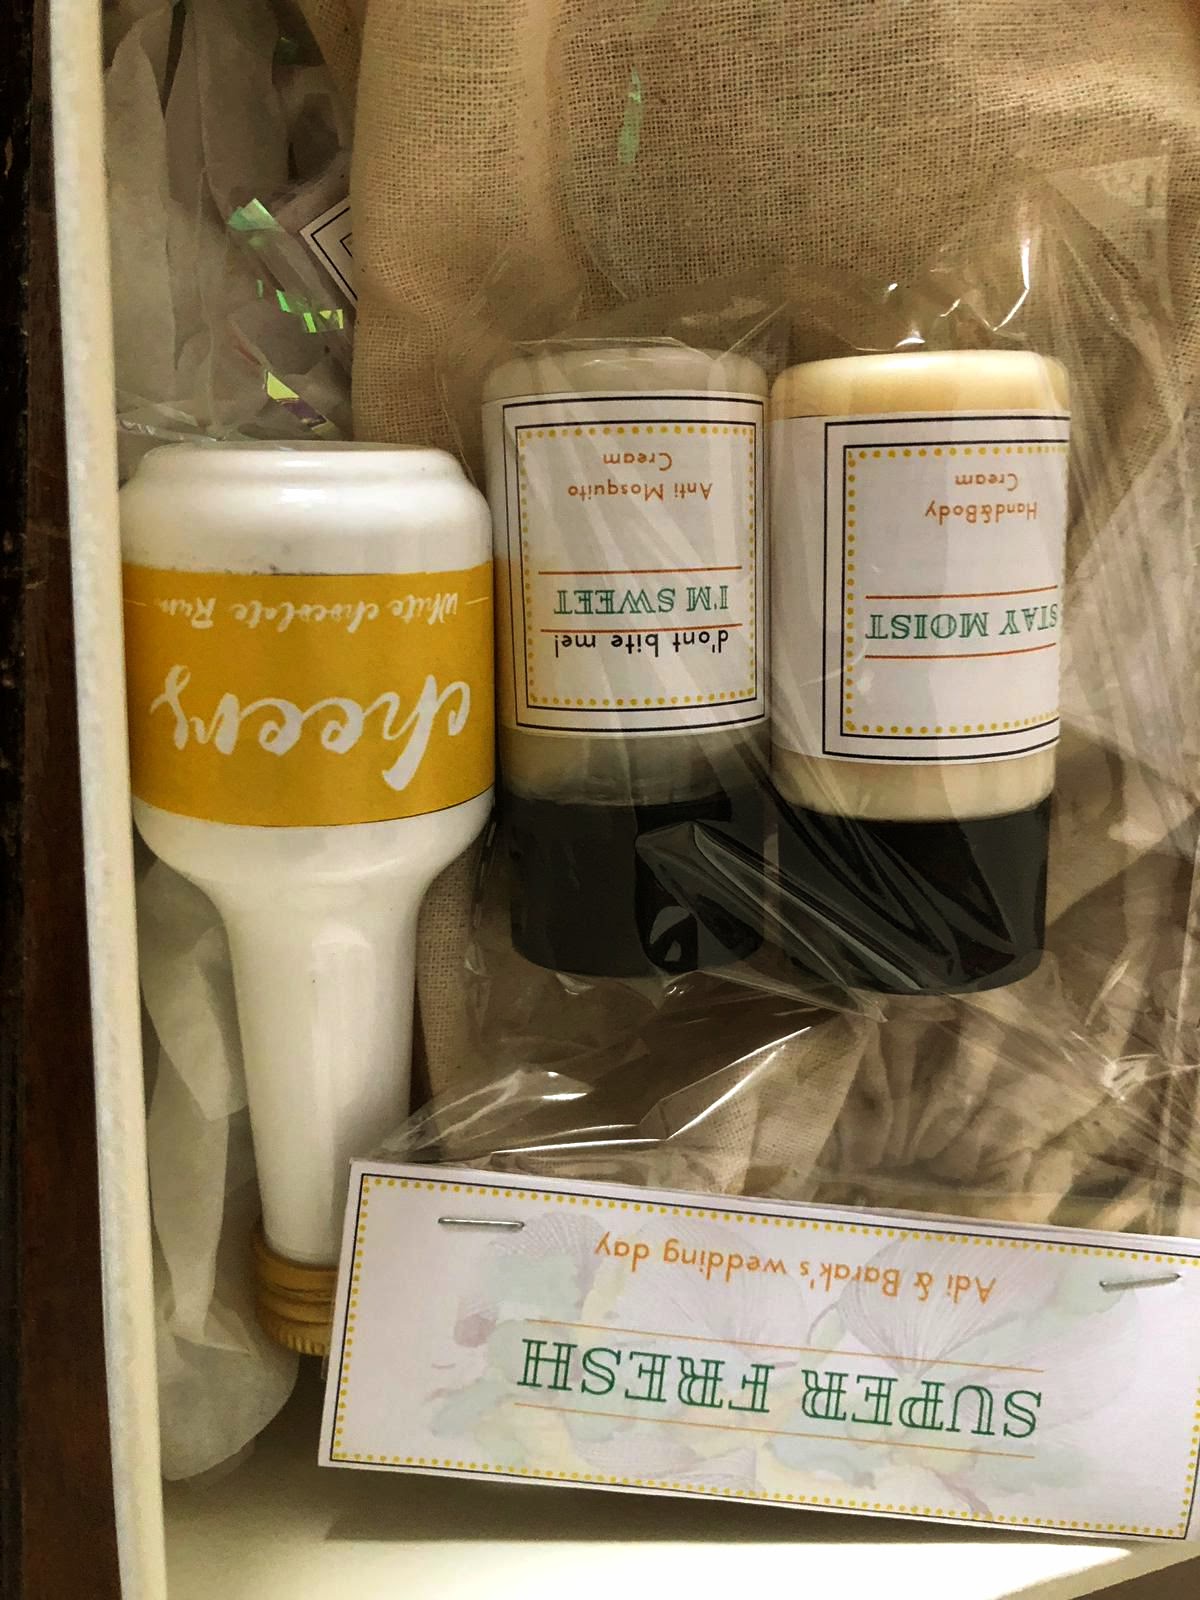 cheers
White chocolate Rum
d'ont bite me!
I'M SWEET
Anti Mosquito
Cream
STAY MOIST
Hand&Body
Cream
SUPER FRESH
Adi & Barak's wedding day